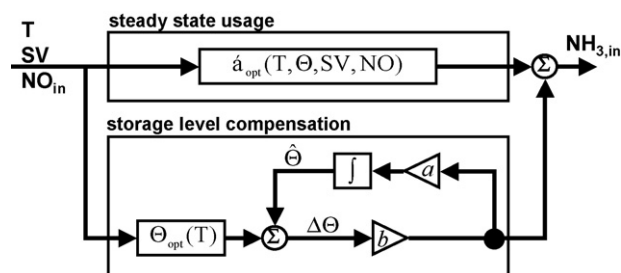 steady state usage
T
SV
NO_in
á_opt(T,Θ,SV,NO)
Σ
NH_3,in
storage level compensation
Θ̂
∫
a
Θ_opt(T)
Σ
ΔΘ
b